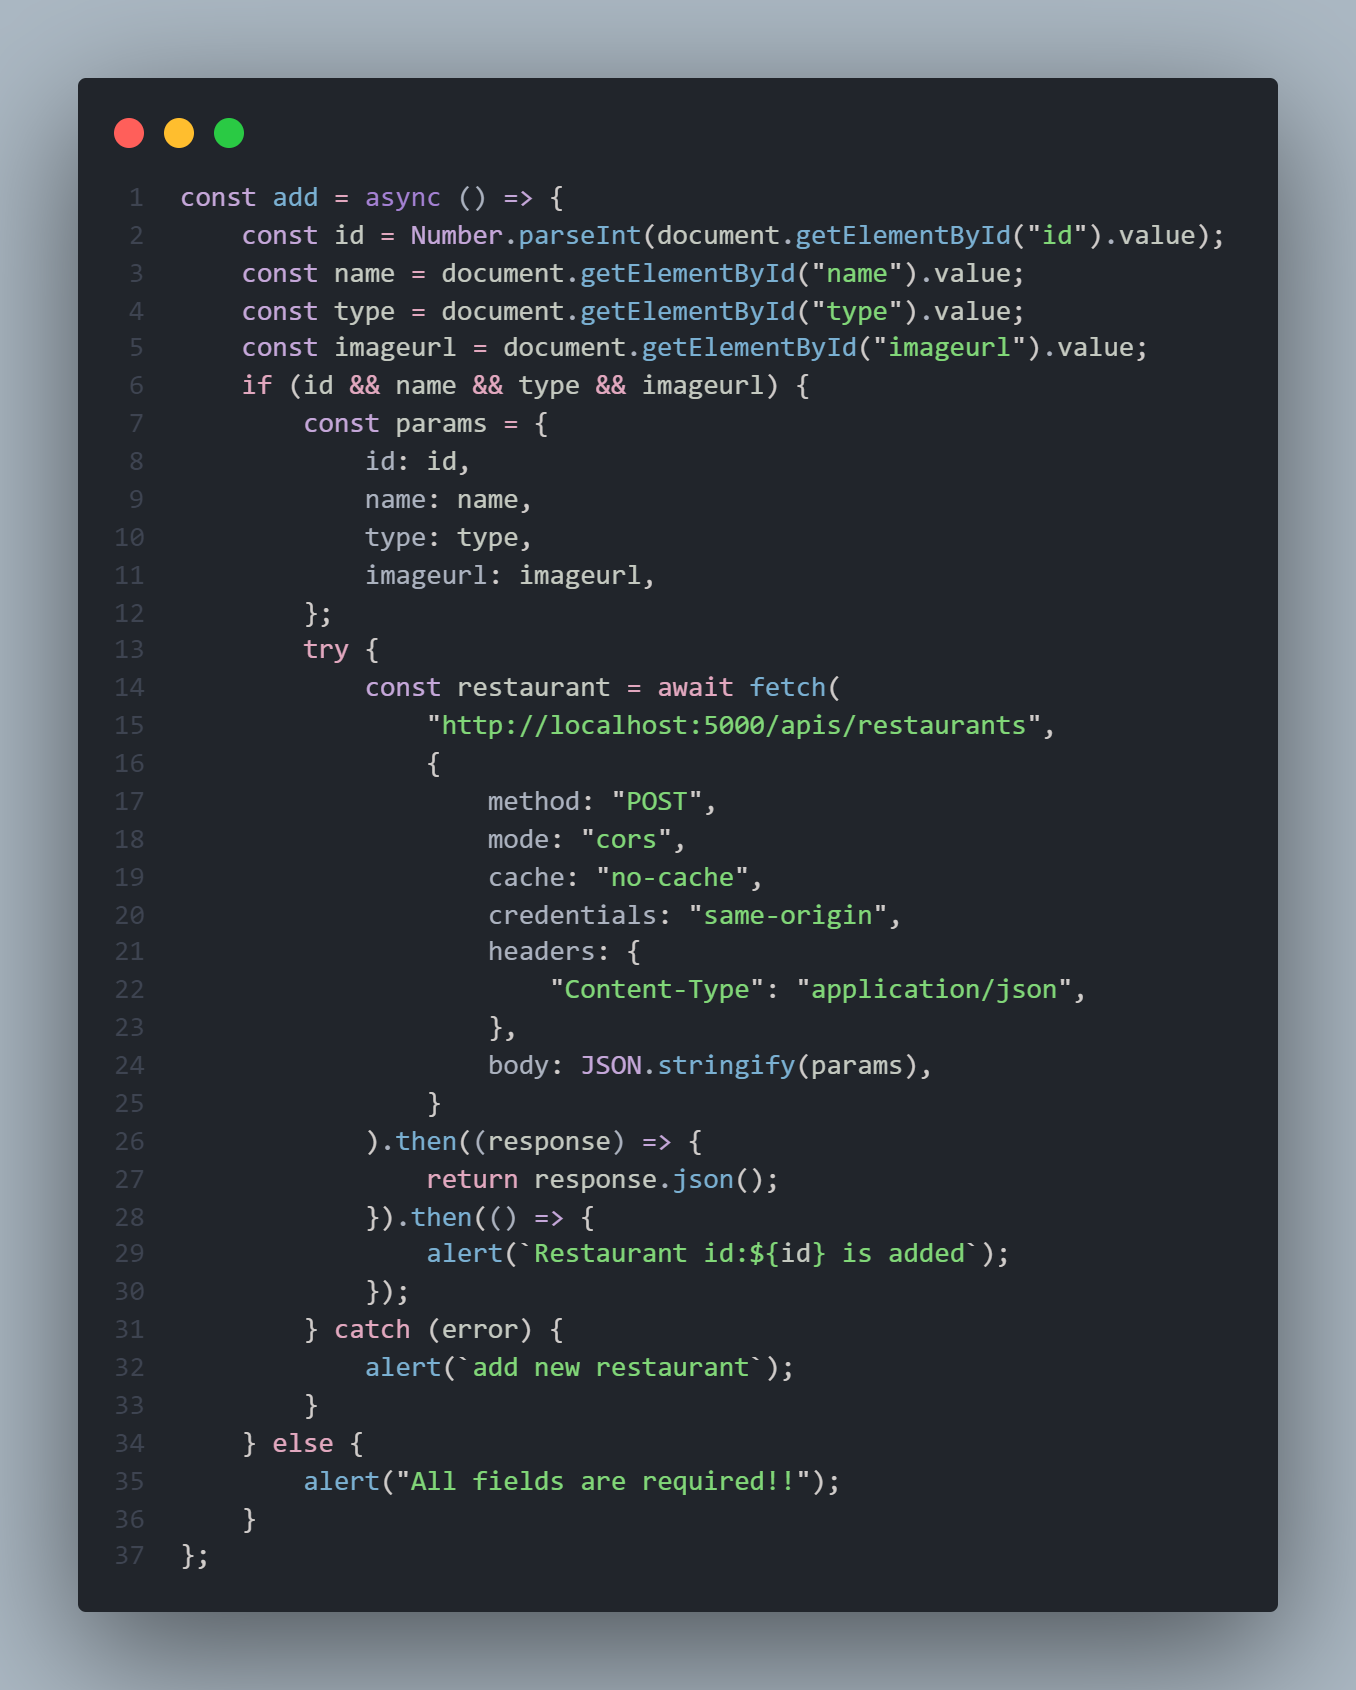 1 const add = async () => {
2     const id = Number.parseInt(document.getElementById("id").value);
3     const name = document.getElementById("name").value;
4     const type = document.getElementById("type").value;
5     const imageurl = document.getElementById("imageurl").value;
6     if (id && name && type && imageurl) {
7         const params = {
8             id: id,
9             name: name,
10             type: type,
11             imageurl: imageurl,
12         };
13         try {
14             const restaurant = await fetch(
15                 "http://localhost:5000/apis/restaurants",
16                 {
17                     method: "POST",
18                     mode: "cors",
19                     cache: "no-cache",
20                     credentials: "same-origin",
21                     headers: {
22                         "Content-Type": "application/json",
23                     },
24                     body: JSON.stringify(params),
25                 }
26             ).then((response) => {
27                 return response.json();
28             }).then(() => {
29                 alert(`Restaurant id:${id} is added`);
30             });
31         } catch (error) {
32             alert(`add new restaurant`);
33         }
34     } else {
35         alert("All fields are required!!");
36     }
37 };